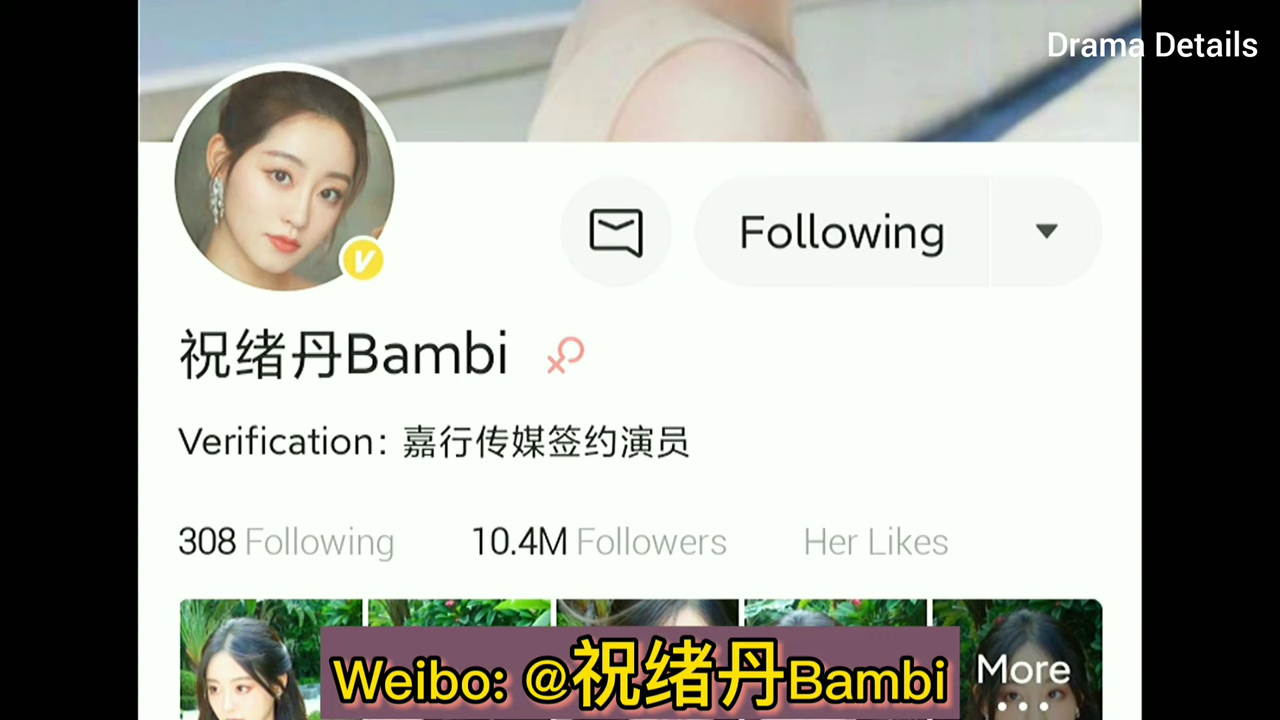 Drama Details
Following
祝绪丹Bambi
Verification: 嘉行传媒签约演员
308 Following 10.4M Followers Her Likes
More
Weibo: @祝绪丹Bambi